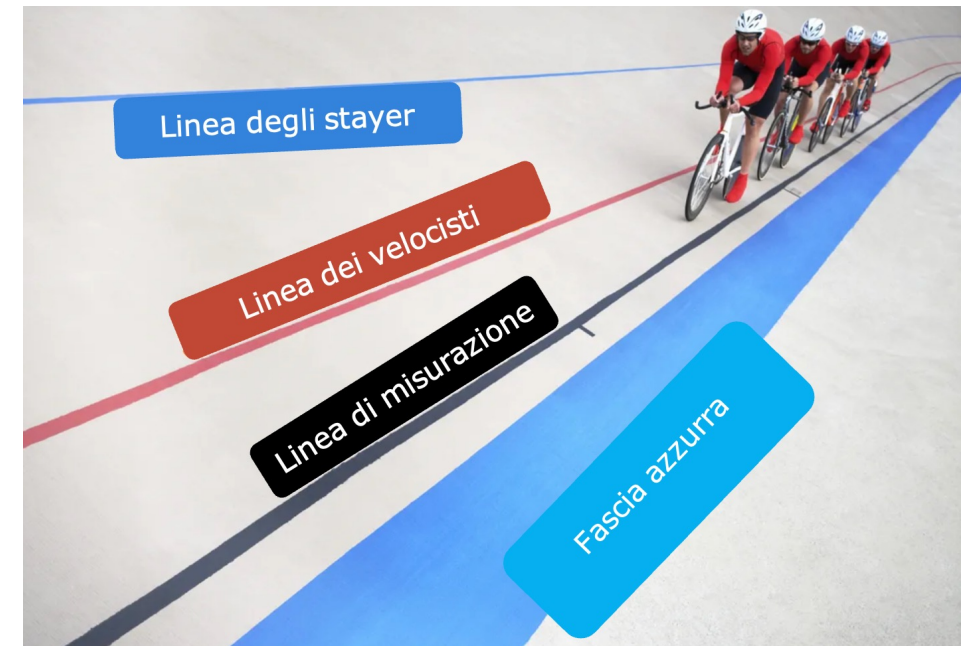 Linea degli stayer
Linea dei velocisti
Linea di misurazione
Fascia azzurra